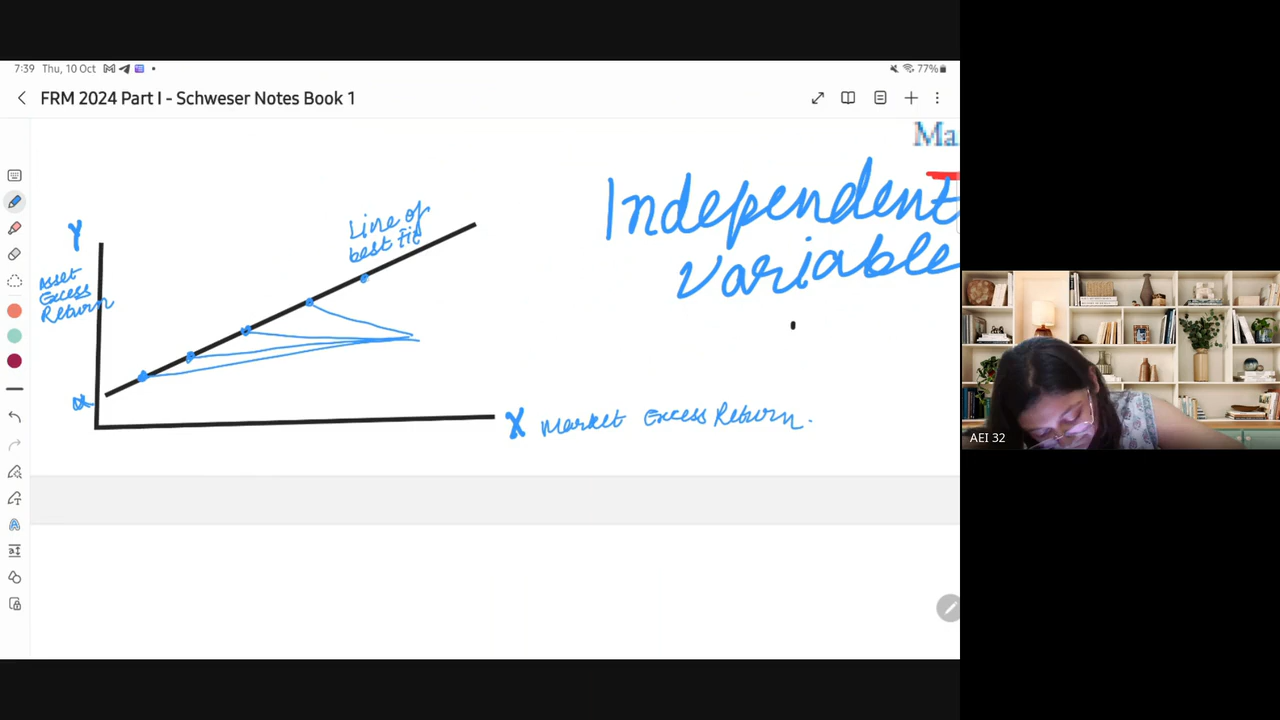 7:39 Thu, 10 Oct
77%
FRM 2024 Part I - Schweser Notes Book 1
Ma
Independent
variable
Y
Line of
best fit
Asset
Excess
Return
α
X Market Excess Return.
AEI 32